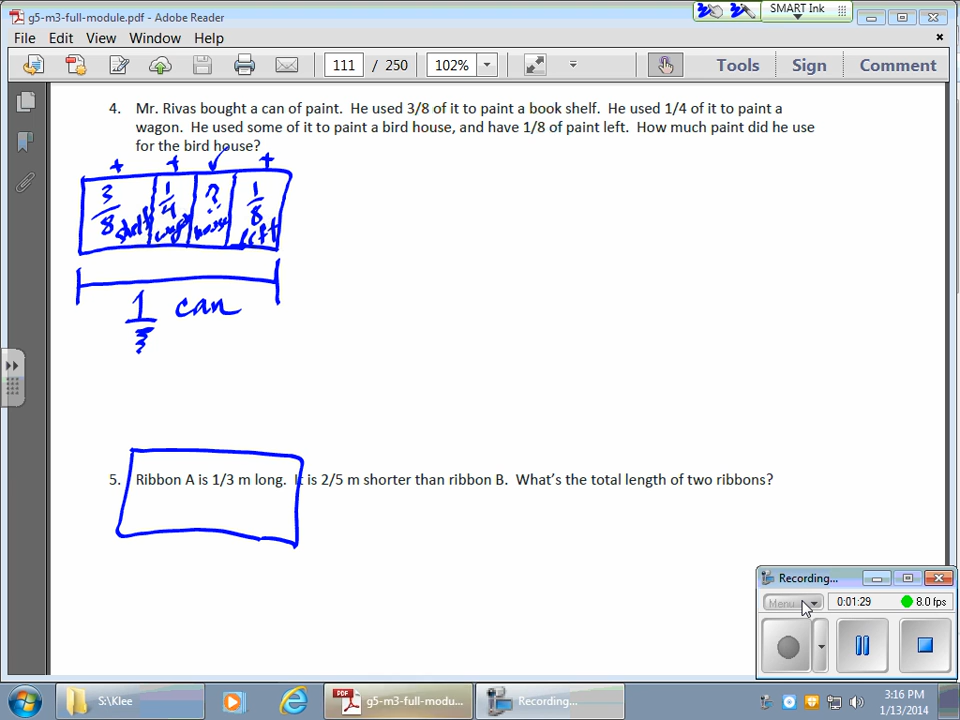 g5-m3-full-module.pdf - Adobe Reader
SMART Ink
File Edit View Window Help
111 / 250 102% Tools Sign Comment
4. Mr. Rivas bought a can of paint. He used 3/8 of it to paint a book shelf. He used 1/4 of it to paint a
wagon. He used some of it to paint a bird house, and have 1/8 of paint left. How much paint did he use
for the bird house?
+ + +
3/8 1/4 ? 1/8
shelf wagon house left
1 can
5. Ribbon A is 1/3 m long. It is 2/5 m shorter than ribbon B. What's the total length of two ribbons?
Recording...
Menu 0:01:29 8.0 fps
S:\Klee g5-m3-full-modu... Recording... 3:16 PM
1/13/2014